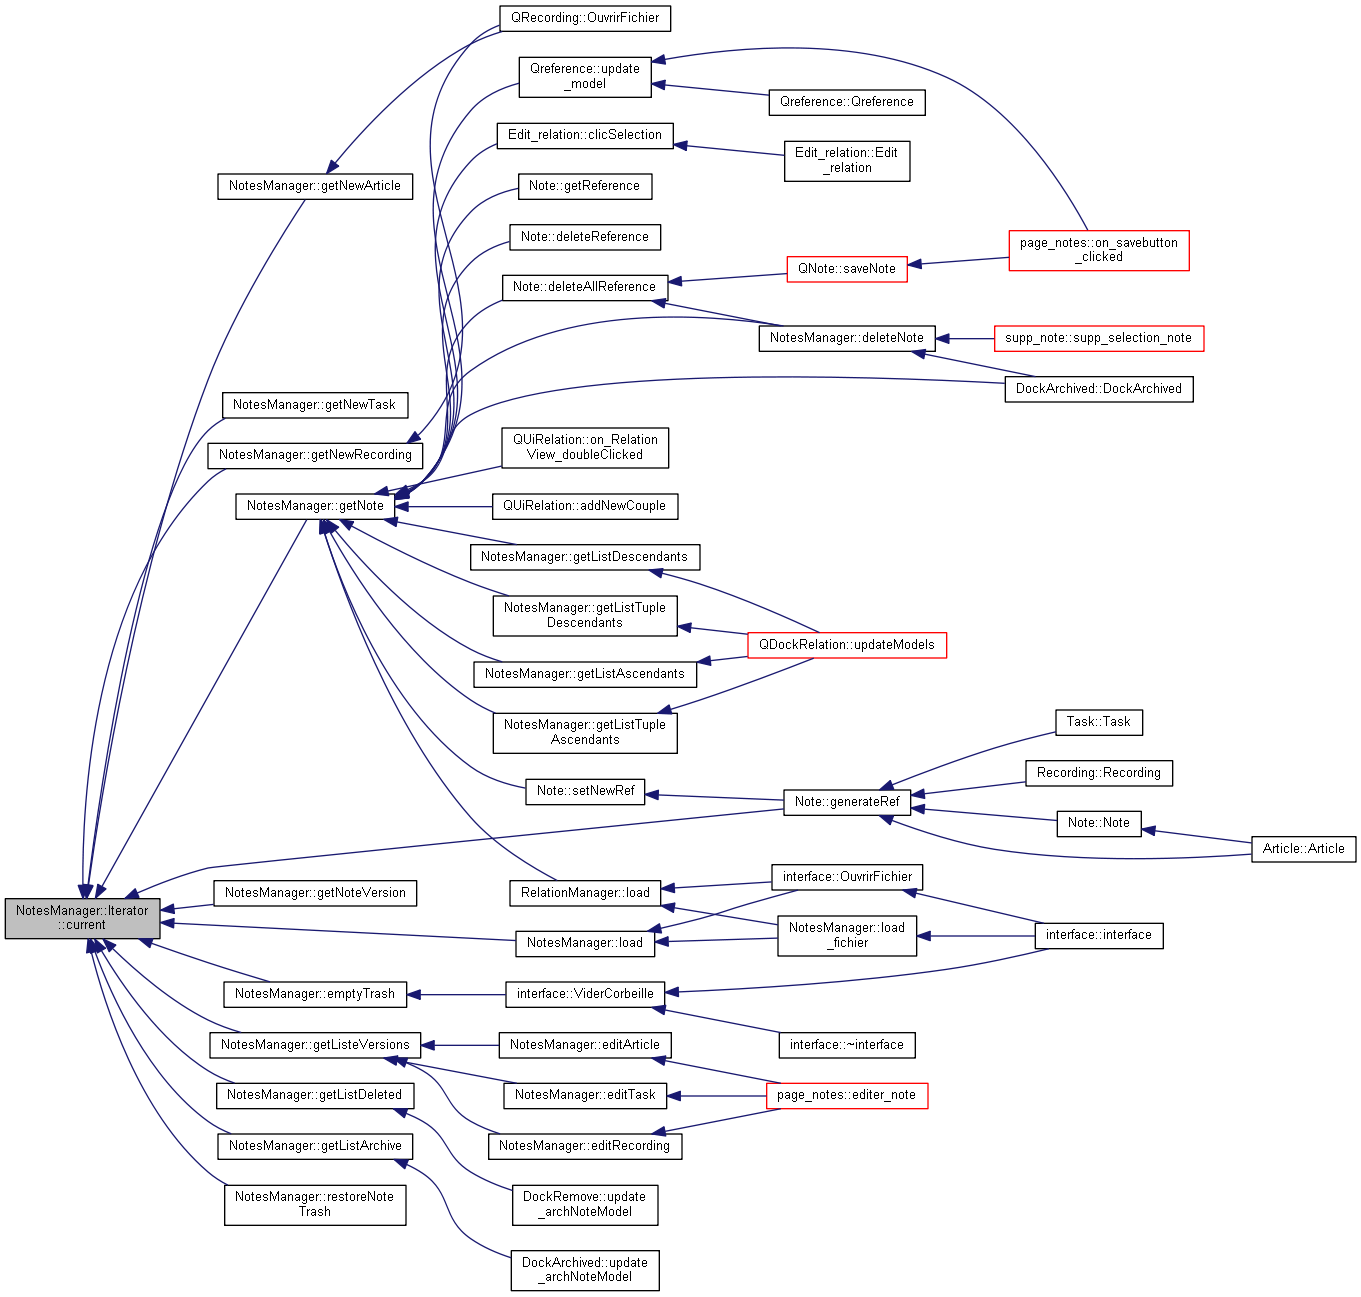 QRecording::OuvrirFichier
Qreference::update
_model
Qreference::Qreference
Edit_relation::clicSelection
Edit_relation::Edit
_relation
NotesManager::getNewArticle
Note::getReference
Note::deleteReference
page_notes::on_savebutton
_clicked
QNote::saveNote
Note::deleteAllReference
NotesManager::deleteNote
supp_note::supp_selection_note
DockArchived::DockArchived
NotesManager::getNewTask
QUiRelation::on_Relation
View_doubleClicked
NotesManager::getNewRecording
NotesManager::getNote
QUiRelation::addNewCouple
NotesManager::getListDescendants
NotesManager::getListTuple
Descendants
QDockRelation::updateModels
NotesManager::getListAscendants
NotesManager::getListTuple
Ascendants
Task::Task
Recording::Recording
Note::setNewRef
Note::generateRef
Note::Note
Article::Article
interface::OuvrirFichier
NotesManager::getNoteVersion
RelationManager::load
NotesManager::Iterator
::current
NotesManager::load
NotesManager::load
_fichier
interface::interface
NotesManager::emptyTrash
interface::ViderCorbeille
NotesManager::getListeVersions
NotesManager::editArticle
interface::~interface
NotesManager::getListDeleted
NotesManager::editTask
page_notes::editer_note
NotesManager::getListArchive
NotesManager::editRecording
NotesManager::restoreNote
Trash
DockRemove::update
_archNoteModel
DockArchived::update
_archNoteModel